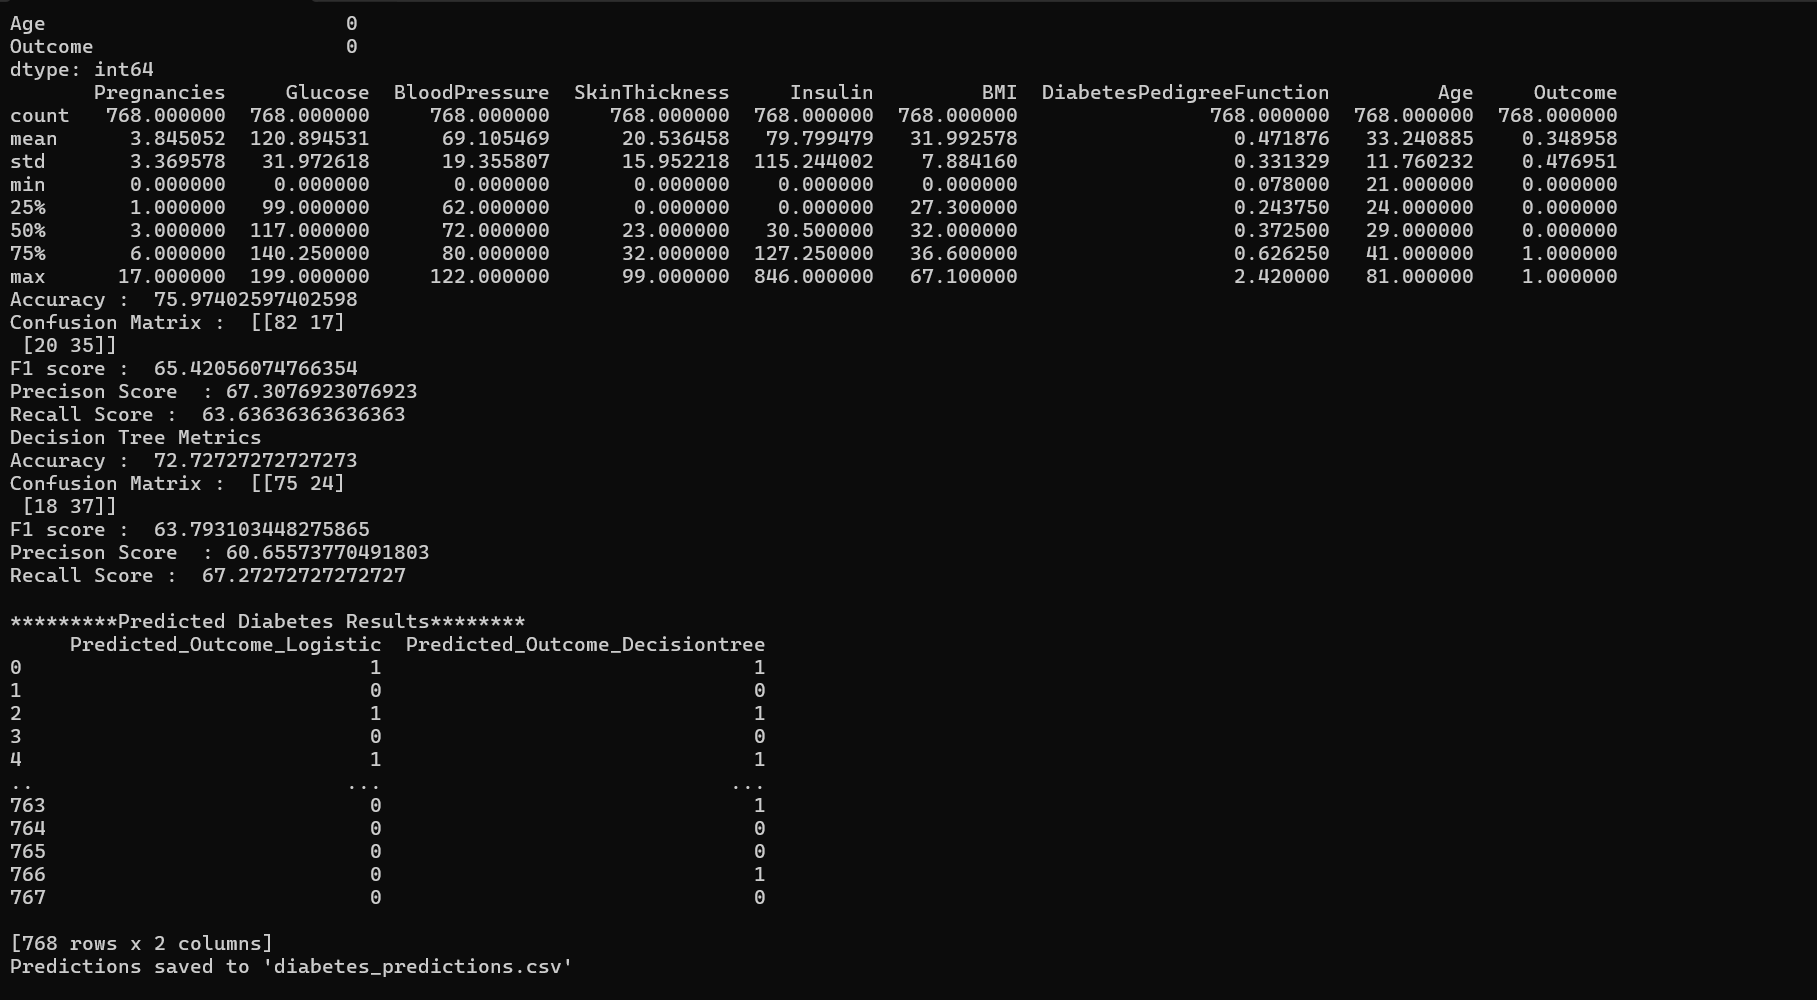 Age                         0
Outcome                     0
dtype: int64
       Pregnancies     Glucose  BloodPressure  SkinThickness     Insulin         BMI  DiabetesPedigreeFunction         Age     Outcome
count   768.000000  768.000000     768.000000     768.000000  768.000000  768.000000                768.000000  768.000000  768.000000
mean      3.845052  120.894531      69.105469      20.536458   79.799479   31.992578                  0.471876   33.240885    0.348958
std       3.369578   31.972618      19.355807      15.952218  115.244002    7.884160                  0.331329   11.760232    0.476951
min       0.000000    0.000000       0.000000       0.000000    0.000000    0.000000                  0.078000   21.000000    0.000000
25%       1.000000   99.000000      62.000000       0.000000    0.000000   27.300000                  0.243750   24.000000    0.000000
50%       3.000000  117.000000      72.000000      23.000000   30.500000   32.000000                  0.372500   29.000000    0.000000
75%       6.000000  140.250000      80.000000      32.000000  127.250000   36.600000                  0.626250   41.000000    1.000000
max      17.000000  199.000000     122.000000      99.000000  846.000000   67.100000                  2.420000   81.000000    1.000000
Accuracy :  75.97402597402598
Confusion Matrix :  [[82 17]
 [20 35]]
F1 score :  65.42056074766354
Precison Score  : 67.3076923076923
Recall Score :  63.63636363636363
Decision Tree Metrics
Accuracy :  72.72727272727273
Confusion Matrix :  [[75 24]
 [18 37]]
F1 score :  63.793103448275865
Precison Score  : 60.65573770491803
Recall Score :  67.27272727272727
*********Predicted Diabetes Results********
     Predicted_Outcome_Logistic  Predicted_Outcome_Decisiontree
0                             1                               1
1                             0                               0
2                             1                               1
3                             0                               0
4                             1                               1
..                          ...                             ...
763                           0                               1
764                           0                               0
765                           0                               0
766                           0                               1
767                           0                               0
[768 rows x 2 columns]
Predictions saved to 'diabetes_predictions.csv'